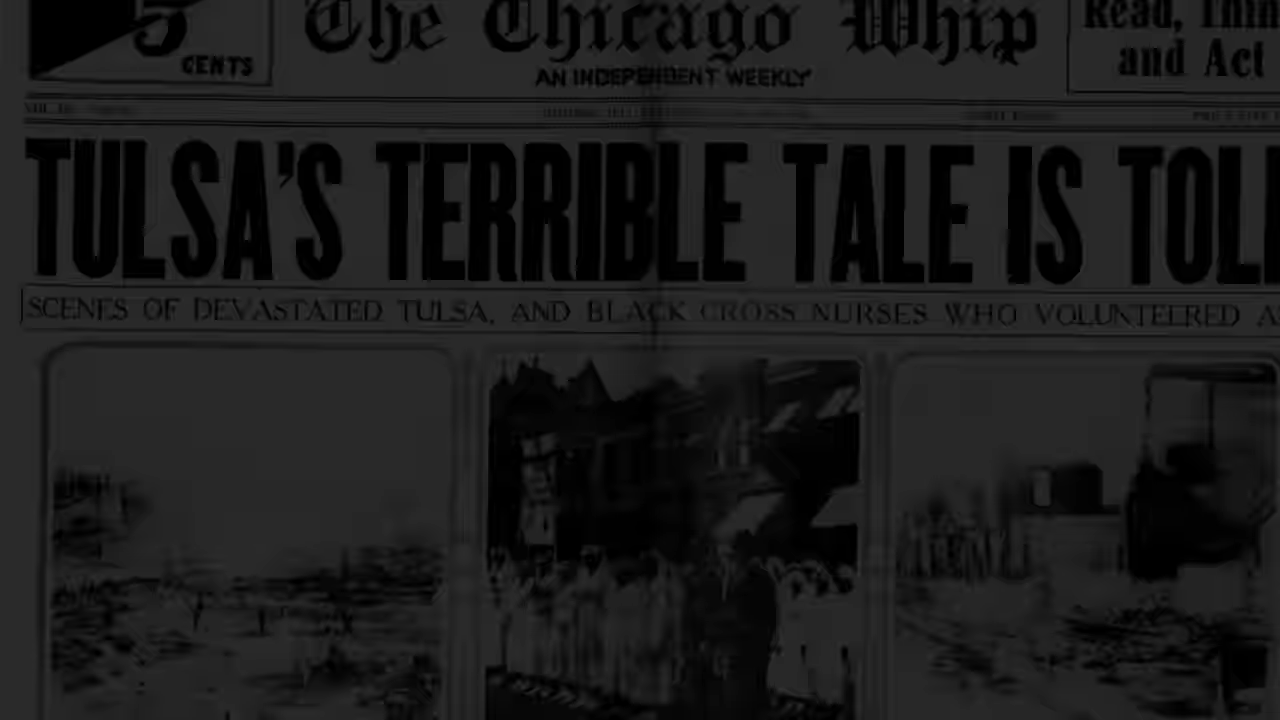 5 CENTS
The Chicago Whip
AN INDEPENDENT WEEKLY
Read, Thin
and Act
TULSA'S TERRIBLE TALE IS TOL
SCENES OF DEVASTATED TULSA, AND BLACK CROSS NURSES WHO VOLUNTEERED A